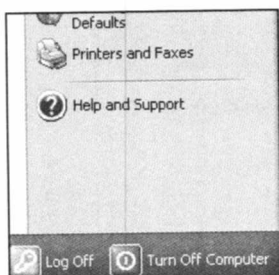 Defaults
Printers and Faxes
Help and Support
Log Off
Turn Off Computer